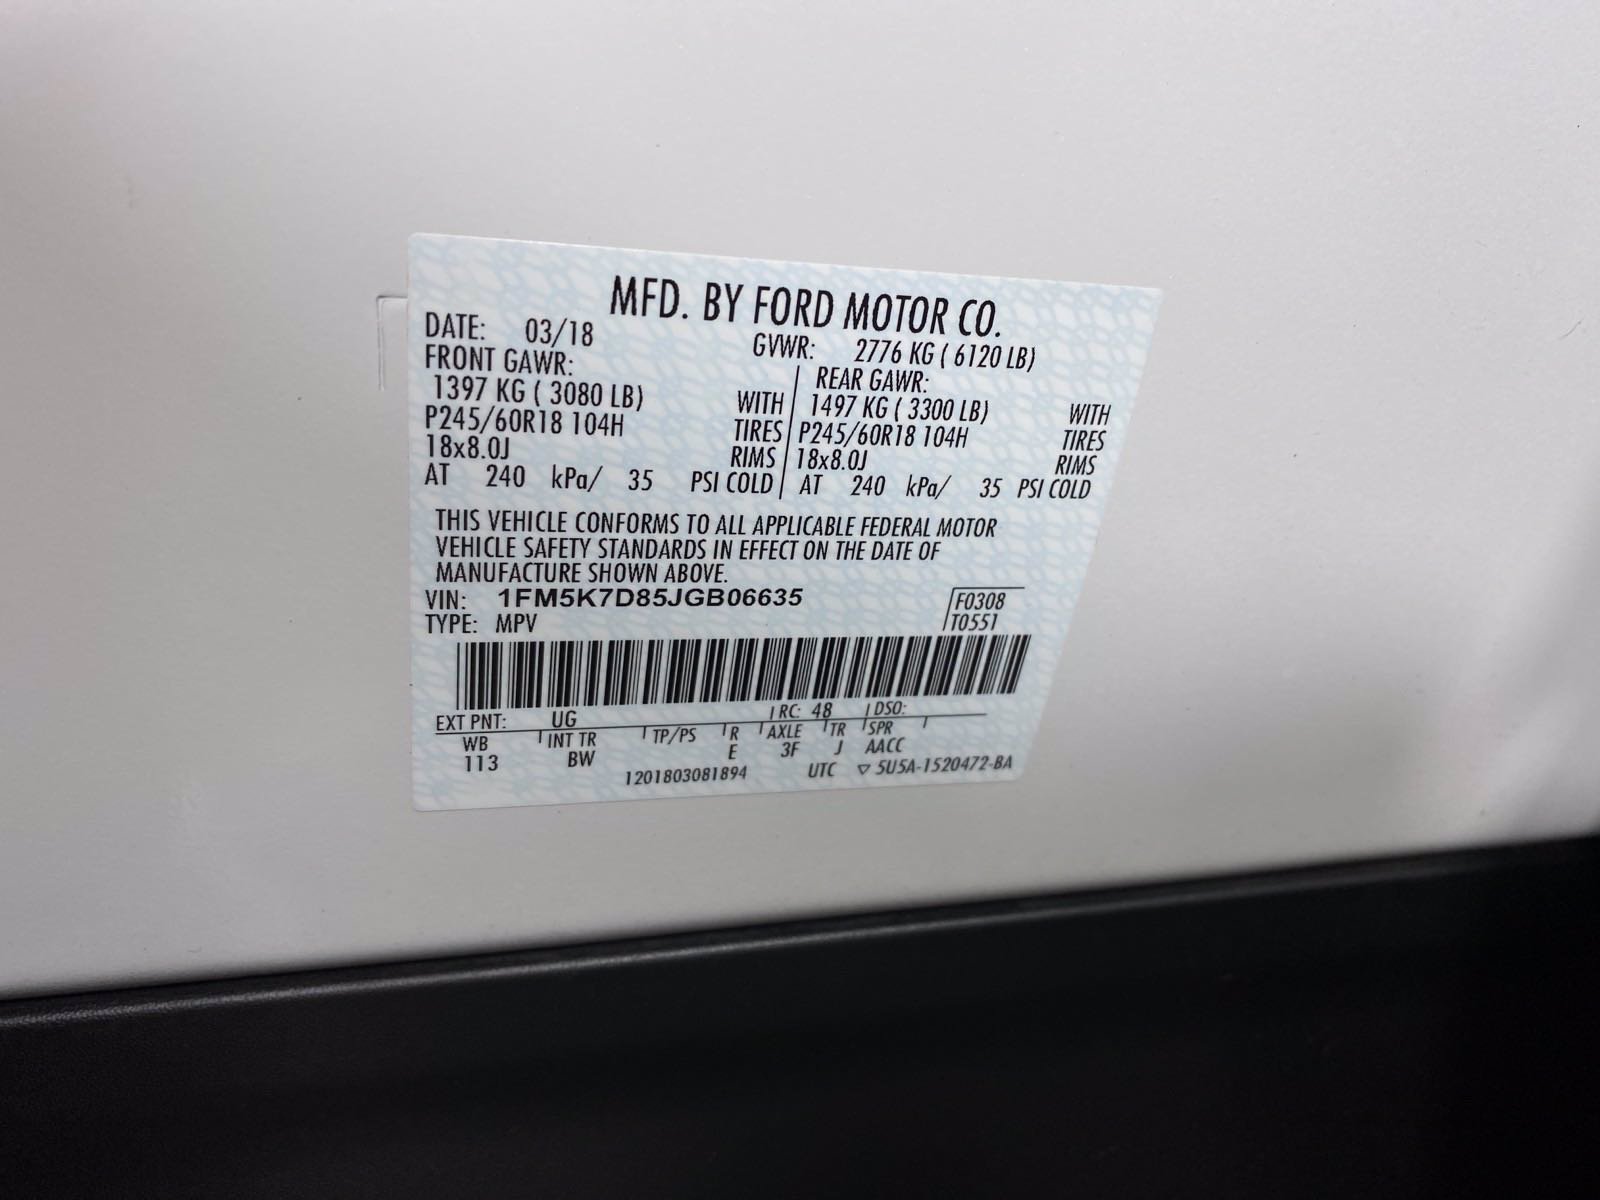 MFD. BY FORD MOTOR CO.
DATE: 03/18 GVWR: 2776 KG ( 6120 LB)
FRONT GAWR: REAR GAWR:
1397 KG ( 3080 LB) WITH 1497 KG ( 3300 LB) WITH
P245/60R18 104H TIRES P245/60R18 104H TIRES
18x8.0J RIMS 18x8.0J RIMS
AT 240 kPa/ 35 PSI COLD AT 240 kPa/ 35 PSI COLD
THIS VEHICLE CONFORMS TO ALL APPLICABLE FEDERAL MOTOR
VEHICLE SAFETY STANDARDS IN EFFECT ON THE DATE OF
MANUFACTURE SHOWN ABOVE.
VIN: 1FM5K7D85JGB06635 F0308
TYPE: MPV T0551
EXT PNT: UG RC: 48 DSO:
WB INT TR TP/PS R AXLE TR SPR
113 BW E 3F J AACC
1201803081894 UTC ▽ 5U5A-1520472-BA